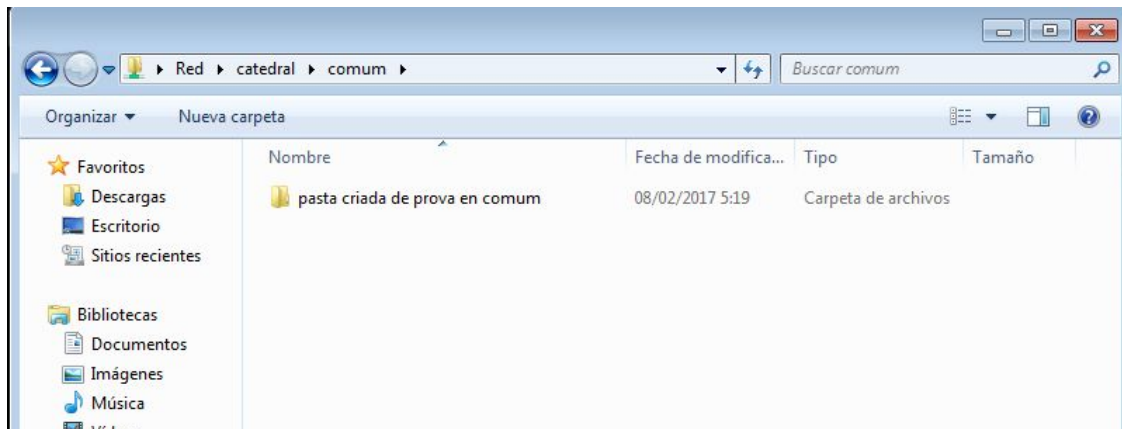 Red catedral comum
Buscar comum
Organizar Nueva carpeta
Nombre Fecha de modifica... Tipo Tamaño
pasta criada de prova en comum 08/02/2017 5:19 Carpeta de archivos
Favoritos
Descargas
Escritorio
Sitios recientes
Bibliotecas
Documentos
Imágenes
Música